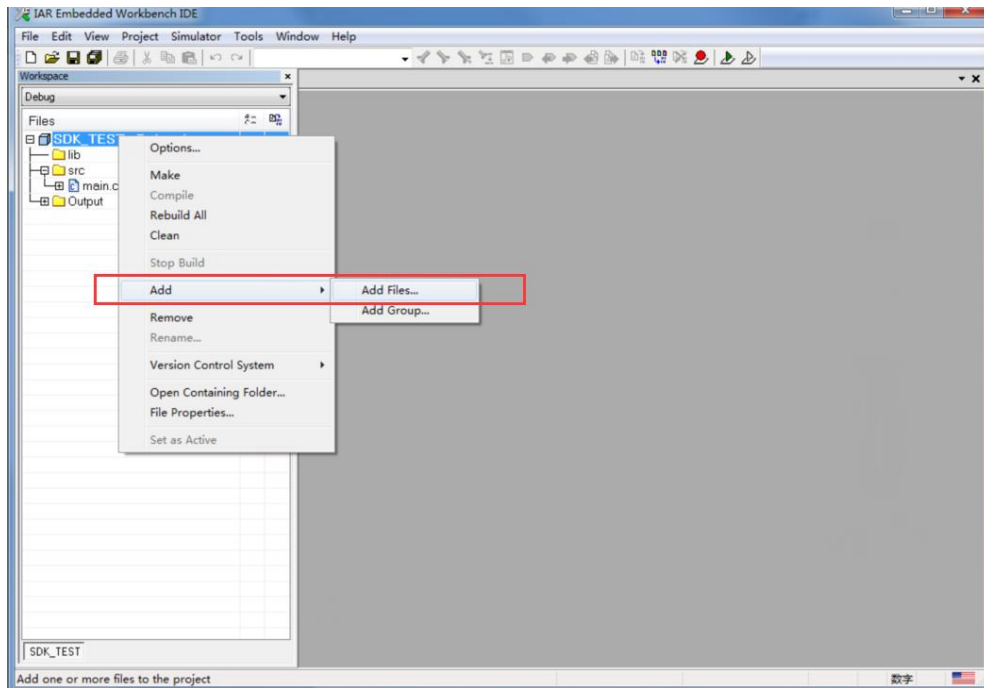 IAR Embedded Workbench IDE
File Edit View Project Simulator Tools Window Help
Workspace
Debug
Files
SDK_TEST
lib
src
main.c
Output
Options...
Make
Compile
Rebuild All
Clean
Stop Build
Add
Add Files...
Add Group...
Remove
Rename...
Version Control System
Open Containing Folder...
File Properties...
Set as Active
SDK_TEST
Add one or more files to the project
数字